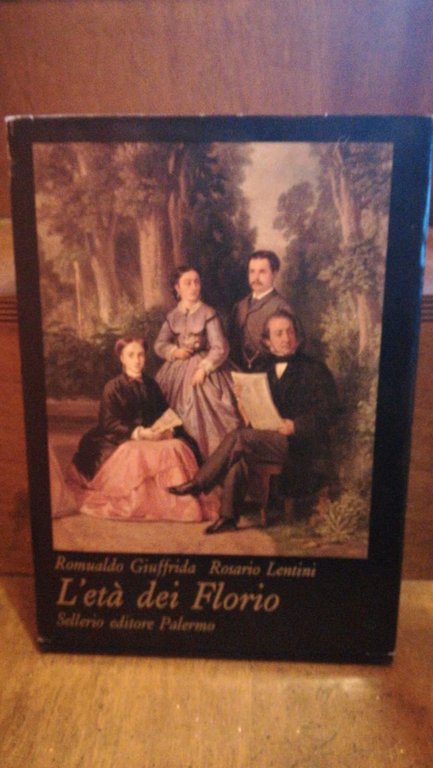 Romualdo Giuffrida Rosario Lentini
L'età dei Florio
Sellerio editore Palermo